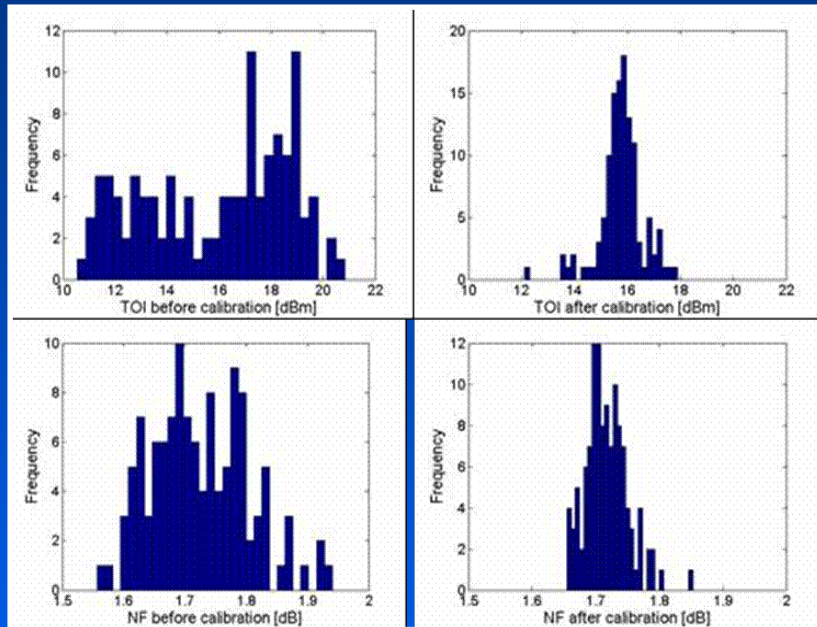 12
10
8
6
4
2
0
Frequency
10 12 14 16 18 20 22
TOI before calibration [dBm]
20
15
10
5
0
Frequency
10 12 14 16 18 20 22
TOI after calibration [dBm]
10
8
6
4
2
0
Frequency
1.5 1.6 1.7 1.8 1.9 2
NF before calibration [dB]
12
10
8
6
4
2
0
Frequency
1.5 1.6 1.7 1.8 1.9 2
NF after calibration [dB]